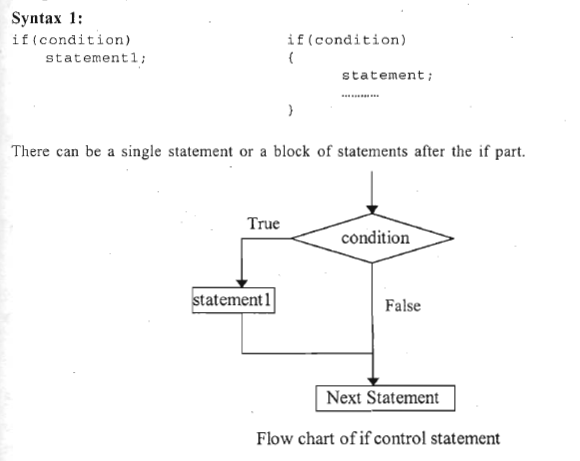 Syntax 1:
if(condition)
statement1;
if(condition)
{
statement;
............
}
There can be a single statement or a block of statements after the if part.
True
condition
statement1
False
Next Statement
Flow chart of if control statement